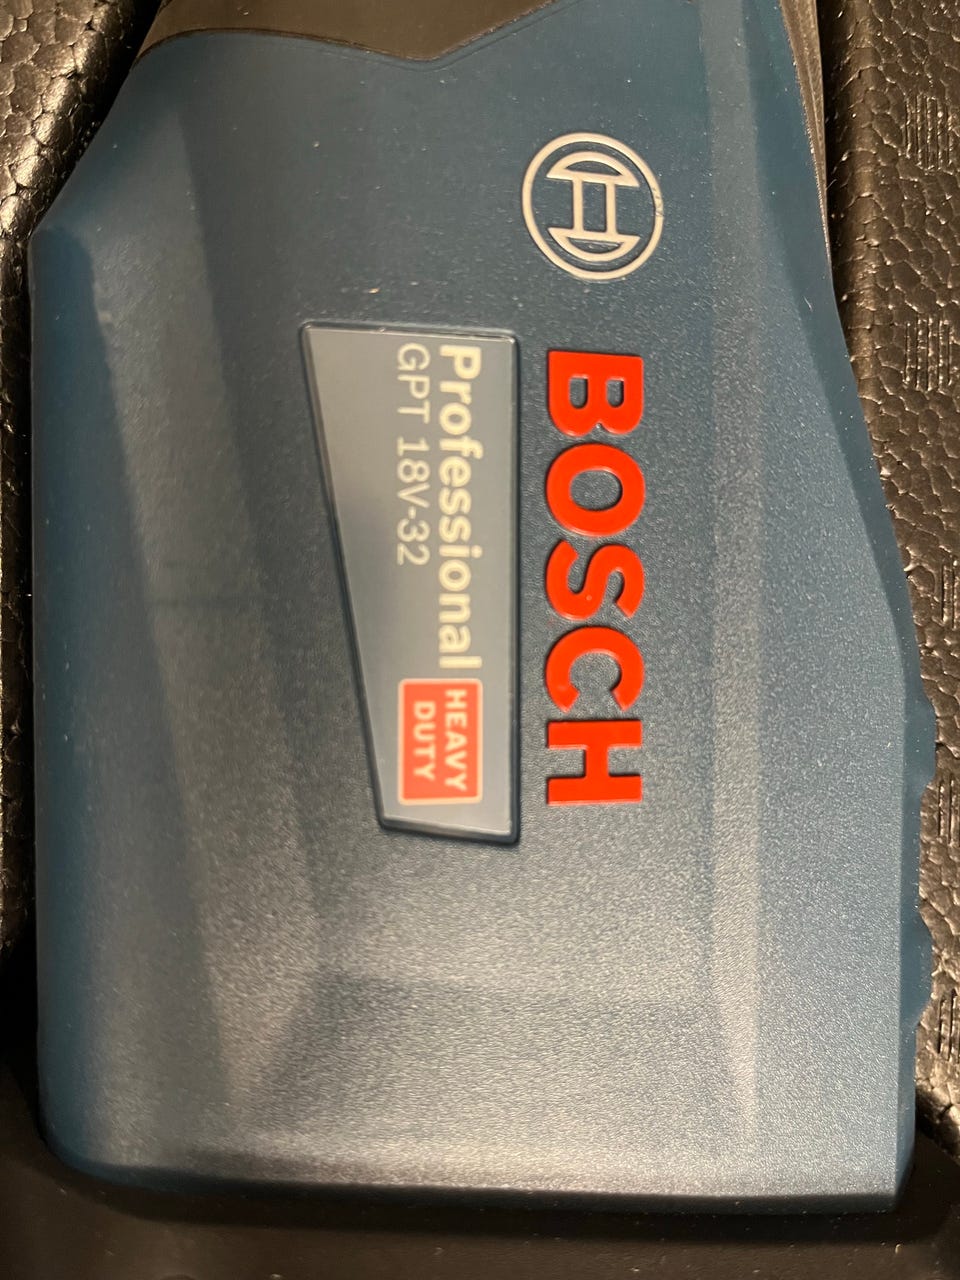 BOSCH
Professional
GPT 18V-32
HEAVY
DUTY